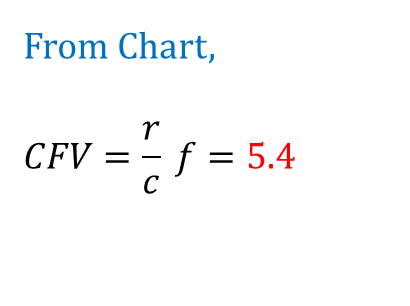 From Chart,
CFV = r/c f = 5.4